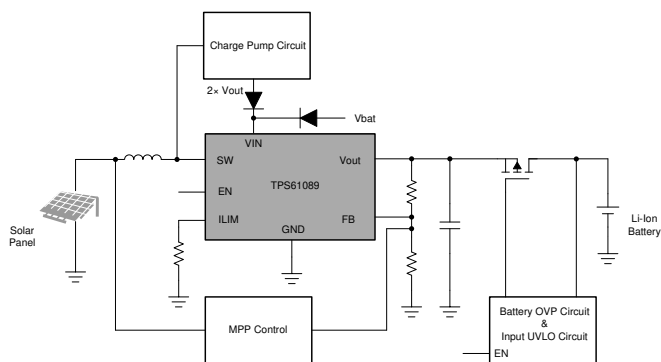 Charge Pump Circuit
2× Vout
Vbat
VIN
SW
Vout
TPS61089
EN
ILIM
FB
GND
Solar
Panel
Li-Ion
Battery
MPP Control
Battery OVP Circuit
&
Input UVLO Circuit
EN